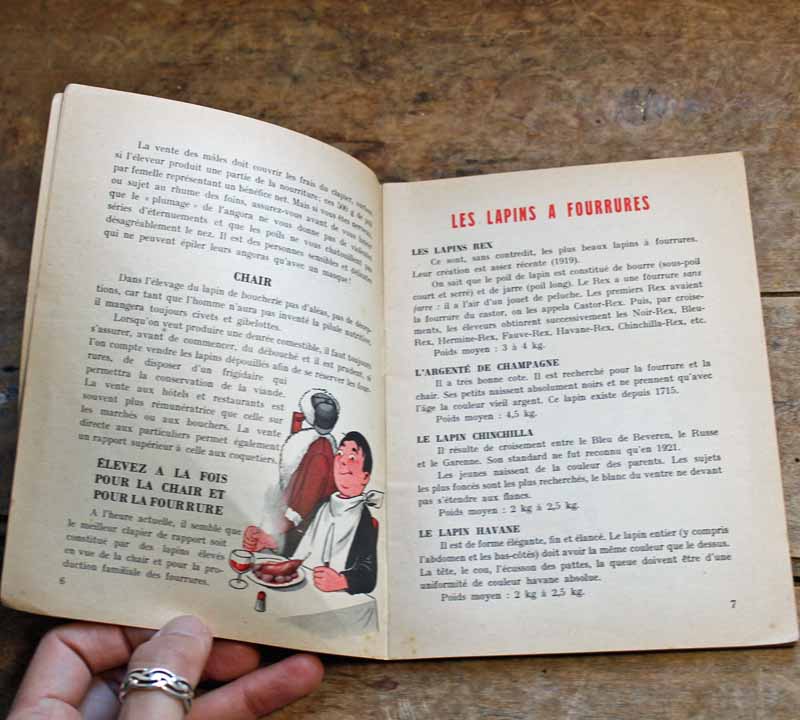 La vente des mâles doit couvrir les frais du clapier, surtout
si l'éleveur produit une partie de la nourriture; ces 500 g de poil
par femelle représentant un bénéfice net. Mais si vous êtes nerveux
ou sujet au rhume des foins, assurez-vous avant de vous lancer
que le « plumage » de l'angora ne vous donne pas de violentes
séries d'éternuements et que les poils ne vous chatouillent pas
désagréablement le nez. Il est des personnes sensibles et délicates
qui ne peuvent épiler leurs angoras qu'avec un masque!
CHAIR
Dans l'élevage du lapin de boucherie pas d'aléas, pas de décep-
tions, car tant que l'homme n'aura pas inventé la pilule nutritive,
il mangera toujours civets et gibelottes.
Lorsqu'on veut produire une denrée comestible, il faut toujours
s'assurer, avant de commencer, du débouché et il est prudent, si
l'on compte vendre les lapins dépouillés afin de se réserver les four-
rures, de disposer d'un frigidaire qui
permettra la conservation de la viande.
La vente aux hôtels et restaurants est
souvent plus rémunératrice que celle sur
les marchés ou aux bouchers. La vente
directe aux particuliers permet également
un rapport supérieur à celle aux coquetiers.
ÉLEVEZ A LA FOIS
POUR LA CHAIR ET
POUR LA FOURRURE
A l'heure actuelle, il semble que
le meilleur clapier de rapport soit
constitué par des lapins élevés
en vue de la chair et pour la pro-
duction familiale des fourrures.
6
LES LAPINS A FOURRURES
LES LAPINS REX
Ce sont, sans contredit, les plus beaux lapins à fourrures.
Leur création est assez récente (1919).
On sait que le poil de lapin est constitué de bourre (sous-poil
court et serré) et de jarre (poil long). Le Rex a une fourrure sans
jarre : il a l'air d'un jouet de peluche. Les premiers Rex avaient
la fourrure du castor, on les appela Castor-Rex. Puis, par croise-
ments, les éleveurs obtinrent successivement les Noir-Rex, Bleu-
Rex, Hermine-Rex, Fauve-Rex, Havane-Rex, Chinchilla-Rex, etc.
Poids moyen : 3 à 4 kg.
L'ARGENTÉ DE CHAMPAGNE
Il a très bonne cote. Il est recherché pour la fourrure et la
chair. Ses petits naissent absolument noirs et ne prennent qu'avec
l'âge la couleur vieil argent. Ce lapin existe depuis 1715.
Poids moyen : 4,5 kg.
LE LAPIN CHINCHILLA
Il résulte de croisement entre le Bleu de Beveren, le Russe
et le Garenne. Son standard ne fut reconnu qu'en 1921.
Les jeunes naissent de la couleur des parents. Les sujets
les plus foncés sont les plus recherchés, le blanc du ventre ne devant
pas s'étendre aux flancs.
Poids moyen : 2 kg à 2,5 kg.
LE LAPIN HAVANE
Il est de forme élégante, fin et élancé. Le lapin entier (y compris
l'abdomen et les bas-côtés) doit avoir la même couleur que le dessus.
La tête, le cou, l'écusson des pattes, la queue doivent être d'une
uniformité de couleur havane absolue.
Poids moyen : 2 kg à 2,5 kg.
7